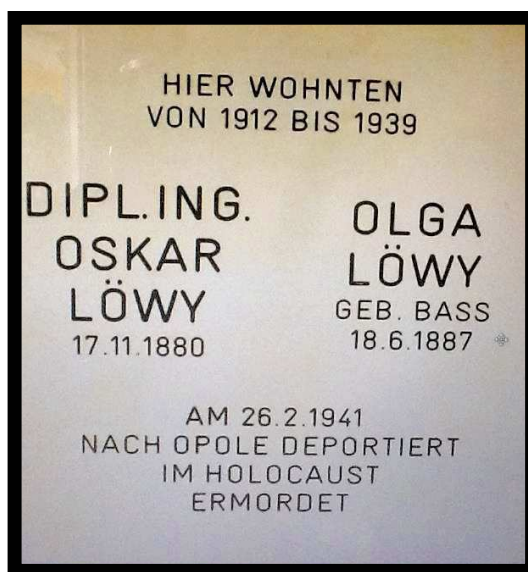 HIER WOHNTEN
VON 1912 BIS 1939
DIPL.ING.
OSKAR
LÖWY
17.11.1880
OLGA
LÖWY
GEB. BASS
18.6.1887
AM 26.2.1941
NACH OPOLE DEPORTIERT
IM HOLOCAUST
ERMORDET